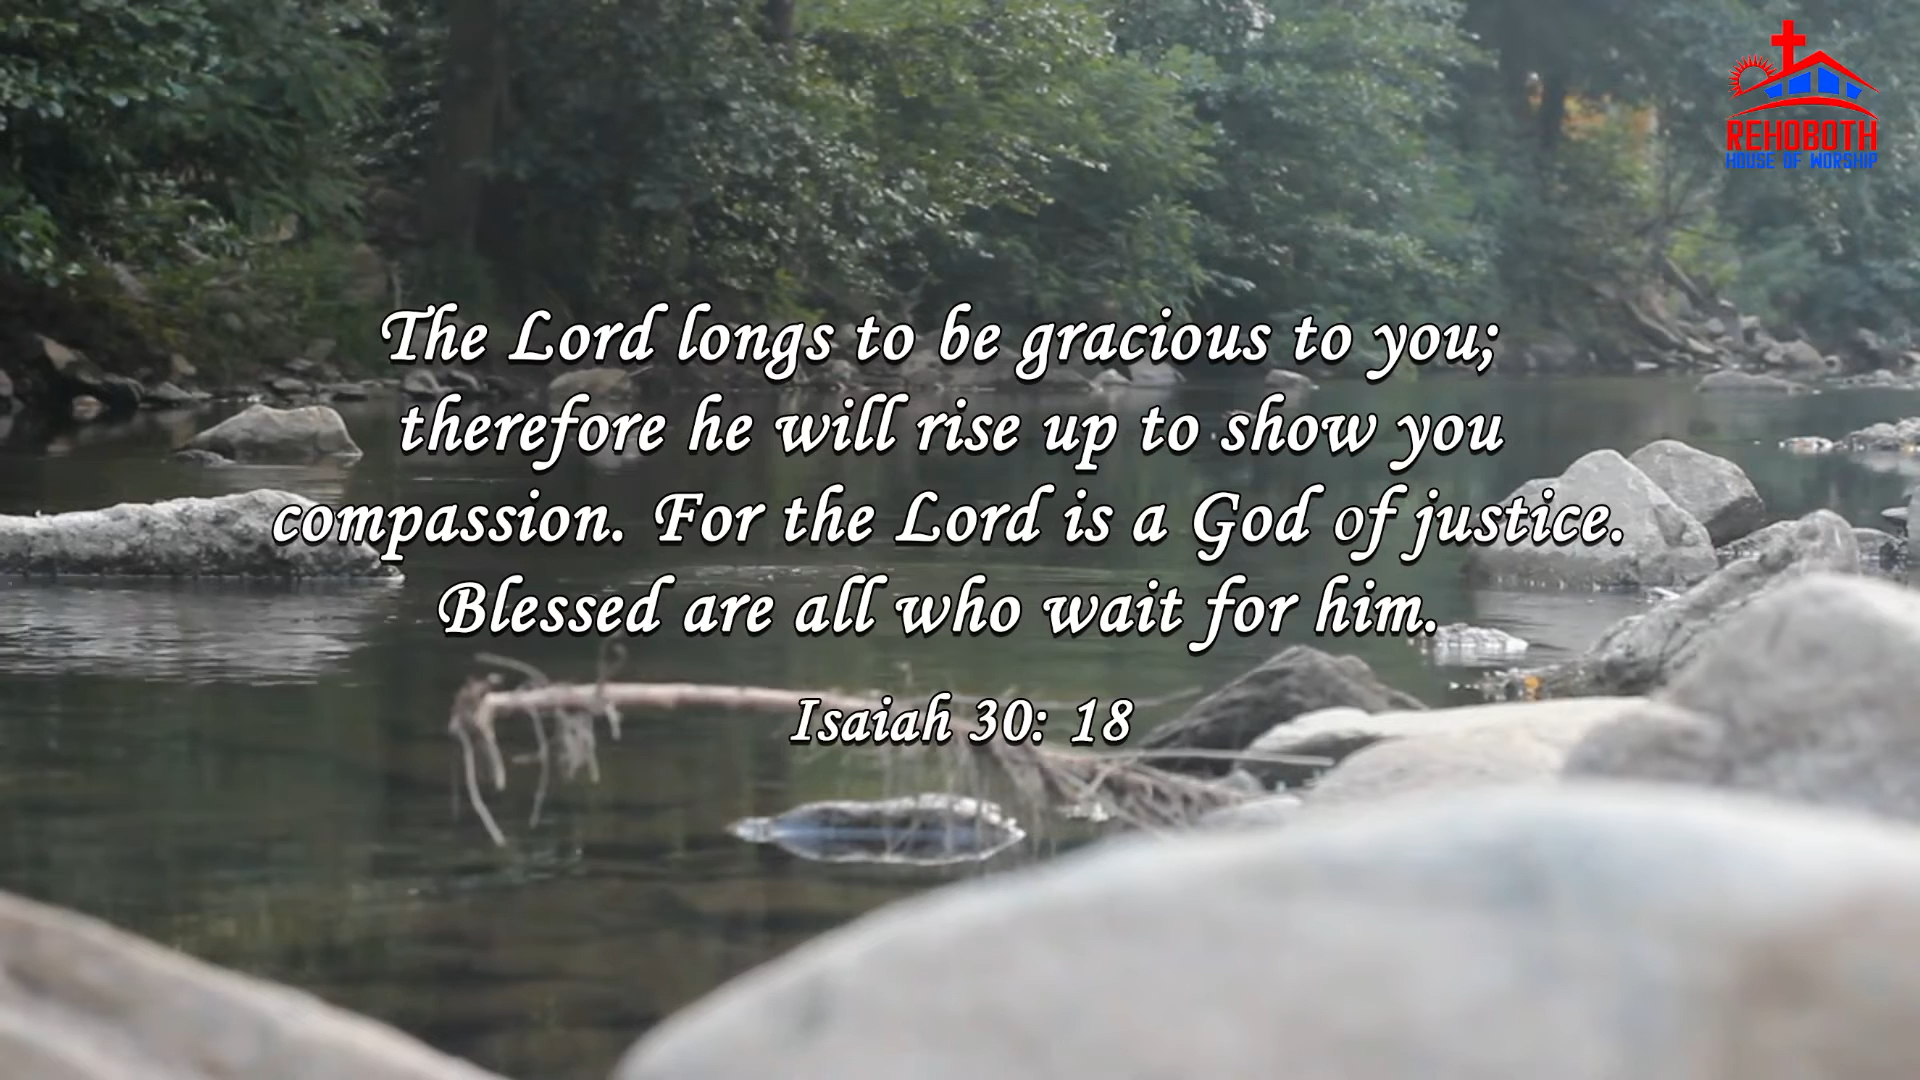 REHOBOTH
HOUSE OF WORSHIP
The Lord longs to be gracious to you;
therefore he will rise up to show you
compassion. For the Lord is a God of justice.
Blessed are all who wait for him.
Isaiah 30: 18